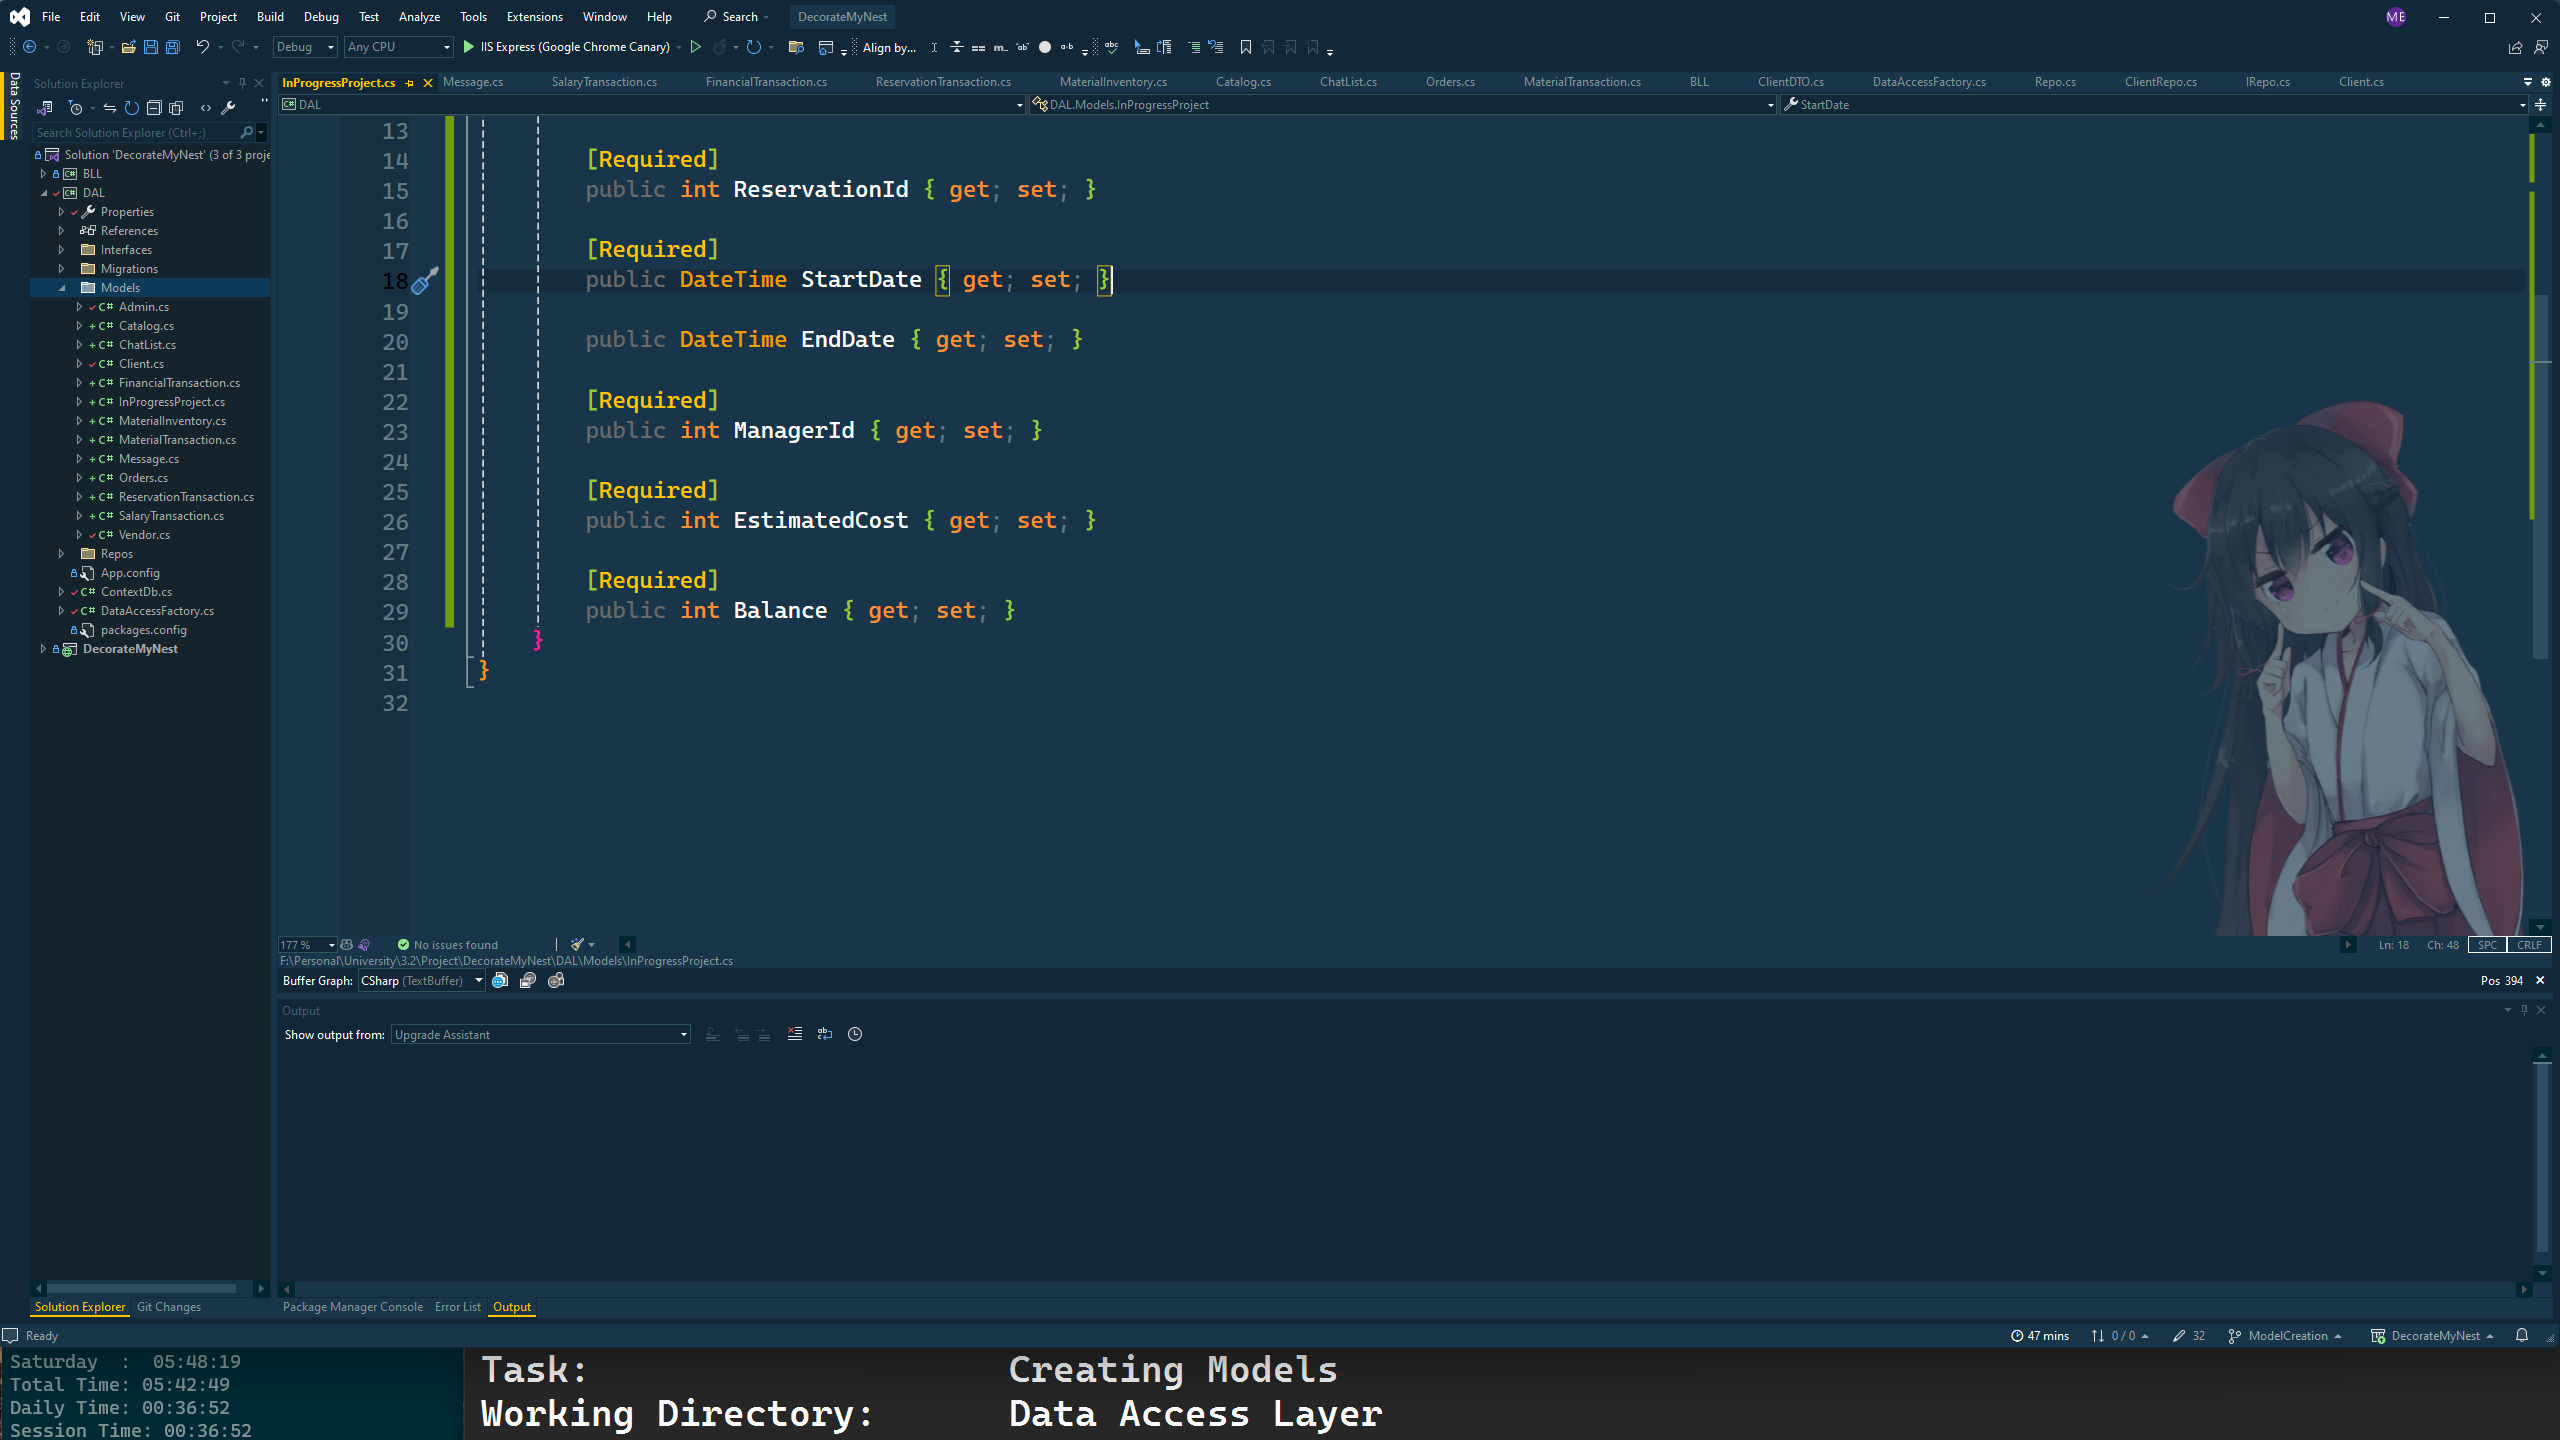 File Edit View Git Project Build Debug Test Analyze Tools Extensions Window Help Search DecorateMyNest ME
Debug Any CPU IIS Express (Google Chrome Canary) Align by...
Data Sources
Solution Explorer
Search Solution Explorer (Ctrl+;)
Solution 'DecorateMyNest' (3 of 3 proje
BLL
DAL
Properties
References
Interfaces
Migrations
Models
Admin.cs
Catalog.cs
ChatList.cs
Client.cs
FinancialTransaction.cs
InProgressProject.cs
MaterialInventory.cs
MaterialTransaction.cs
Message.cs
Orders.cs
ReservationTransaction.cs
SalaryTransaction.cs
Vendor.cs
Repos
App.config
ContextDb.cs
DataAccessFactory.cs
packages.config
DecorateMyNest
InProgressProject.cs Message.cs SalaryTransaction.cs FinancialTransaction.cs ReservationTransaction.cs MaterialInventory.cs Catalog.cs ChatList.cs Orders.cs MaterialTransaction.cs BLL ClientDTO.cs DataAccessFactory.cs Repo.cs ClientRepo.cs IRepo.cs Client.cs
DAL DAL.Models.InProgressProject StartDate
13
14 [Required]
15 public int ReservationId { get; set; }
16
17 [Required]
18 public DateTime StartDate { get; set; }
19
20 public DateTime EndDate { get; set; }
21
22 [Required]
23 public int ManagerId { get; set; }
24
25 [Required]
26 public int EstimatedCost { get; set; }
27
28 [Required]
29 public int Balance { get; set; }
30 }
31 }
32
177 % No issues found Ln: 18 Ch: 48 SPC CRLF
F:\Personal\University\3.2\Project\DecorateMyNest\DAL\Models\InProgressProject.cs
Buffer Graph: CSharp (TextBuffer) Pos 394
Output
Show output from: Upgrade Assistant
Solution Explorer Git Changes Package Manager Console Error List Output
Ready 47 mins 0 / 0 32 ModelCreation DecorateMyNest
Saturday : 05:48:19
Total Time: 05:42:49
Daily Time: 00:36:52
Session Time: 00:36:52
Task: Creating Models
Working Directory: Data Access Layer